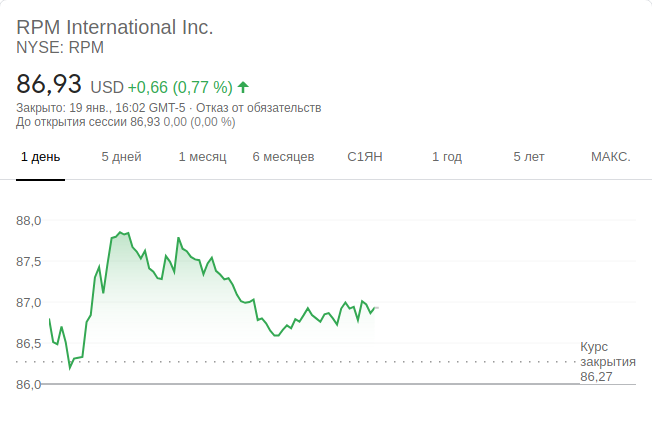 RPM International Inc.
NYSE: RPM
86,93 USD +0,66 (0,77 %)
Закрыто: 19 янв., 16:02 GMT-5 · Отказ от обязательств
До открытия сессии 86,93 0,00 (0,00 %)
1 день 5 дней 1 месяц 6 месяцев С1ЯН 1 год 5 лет МАКС.
88,0
87,5
87,0
86,5
86,0
Курс
закрытия
86,27